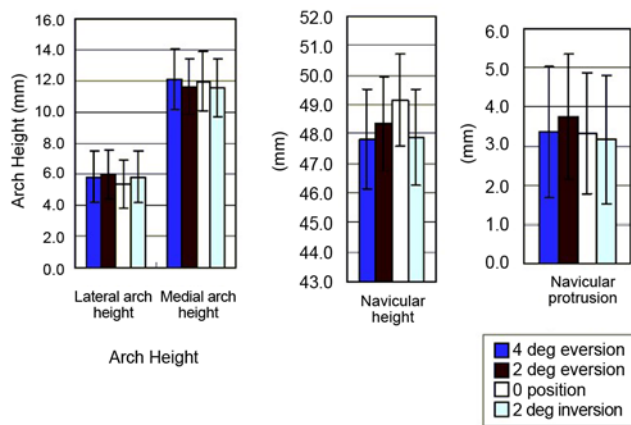 Arch Height (mm)
16.0
14.0
12.0
10.0
8.0
6.0
4.0
2.0
0.0
Lateral arch height
Medial arch height
Arch Height
(mm)
52.0
51.0
50.0
49.0
48.0
47.0
46.0
45.0
44.0
43.0
Navicular height
(mm)
6.0
5.0
4.0
3.0
2.0
1.0
0.0
Navicular protrusion
4 deg eversion
2 deg eversion
0 position
2 deg inversion